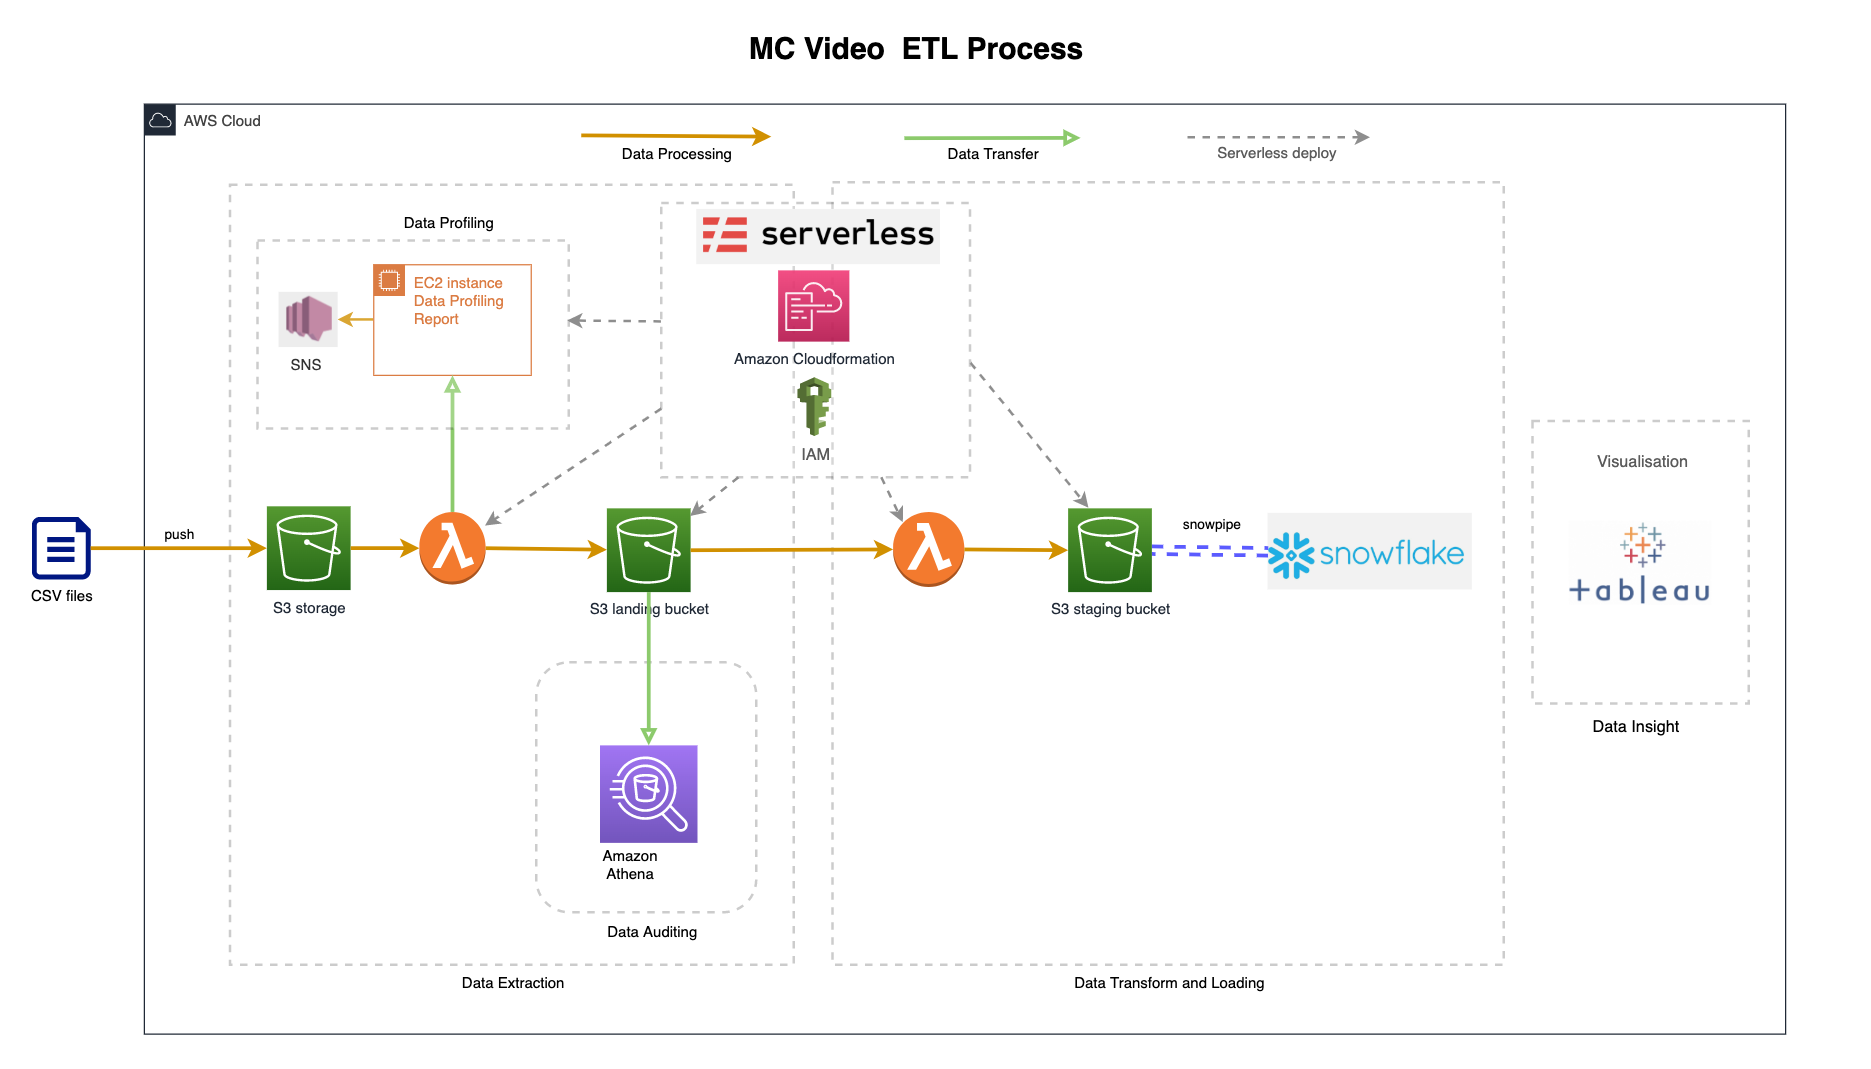 MC Video  ETL Process
AWS Cloud
Data Processing
Data Transfer
Serverless deploy
Data Profiling
EC2 instance
Data Profiling
Report
SNS
serverless
Amazon Cloudformation
IAM
push
CSV files
S3 storage
S3 landing bucket
S3 staging bucket
snowpipe
snowflake
Visualisation
+ableau
Data Insight
Amazon
Athena
Data Auditing
Data Extraction
Data Transform and Loading